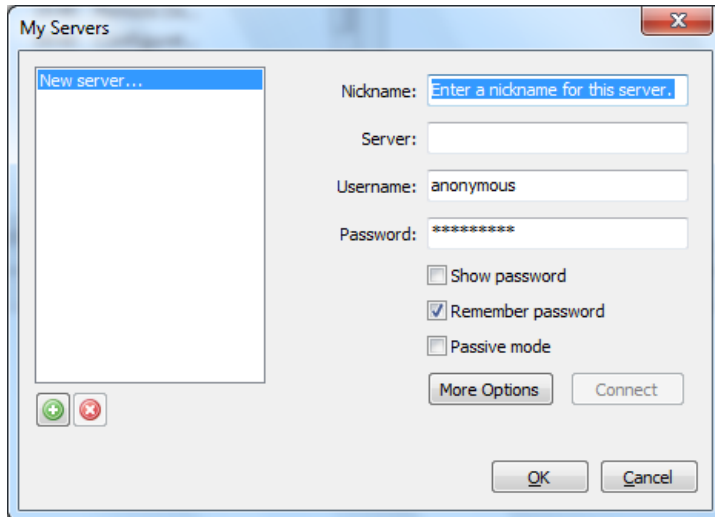 My Servers
New server...
Nickname: Enter a nickname for this server.
Server:
Username: anonymous
Password: *********
Show password
Remember password
Passive mode
More Options Connect
OK Cancel